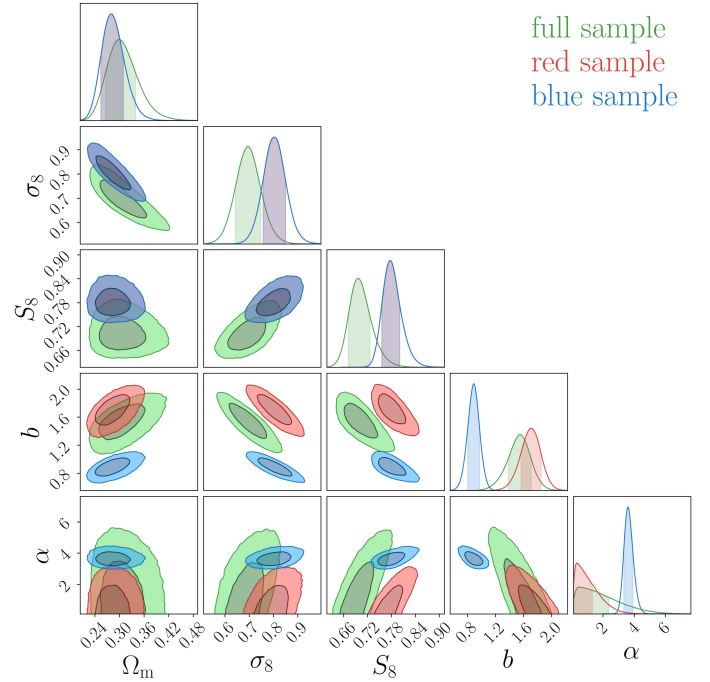 full sample
red sample
blue sample
0.9
0.8
0.7
0.6
σ₈
0.90
0.84
0.78
0.72
0.66
S₈
2.0
1.6
1.2
0.8
b
6
4
2
α
0.24 0.30 0.36 0.42 0.48 0.6 0.7 0.8 0.9 0.66 0.72 0.78 0.84 0.90 0.8 1.2 1.6 2.0 2 4 6
Ωₘ σ₈ S₈ b α